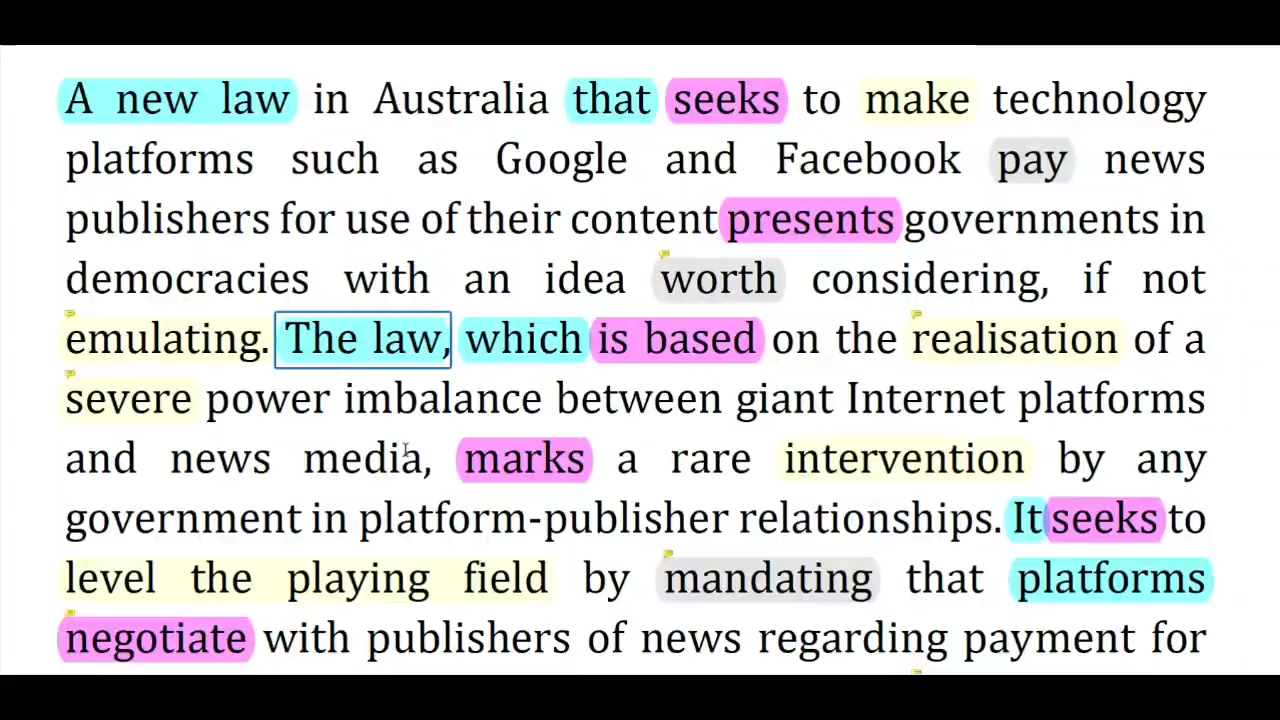 A new law in Australia that seeks to make technology
platforms such as Google and Facebook pay news
publishers for use of their content presents governments in
democracies with an idea worth considering, if not
emulating. The law, which is based on the realisation of a
severe power imbalance between giant Internet platforms
and news media, marks a rare intervention by any
government in platform-publisher relationships. It seeks to
level the playing field by mandating that platforms
negotiate with publishers of news regarding payment for